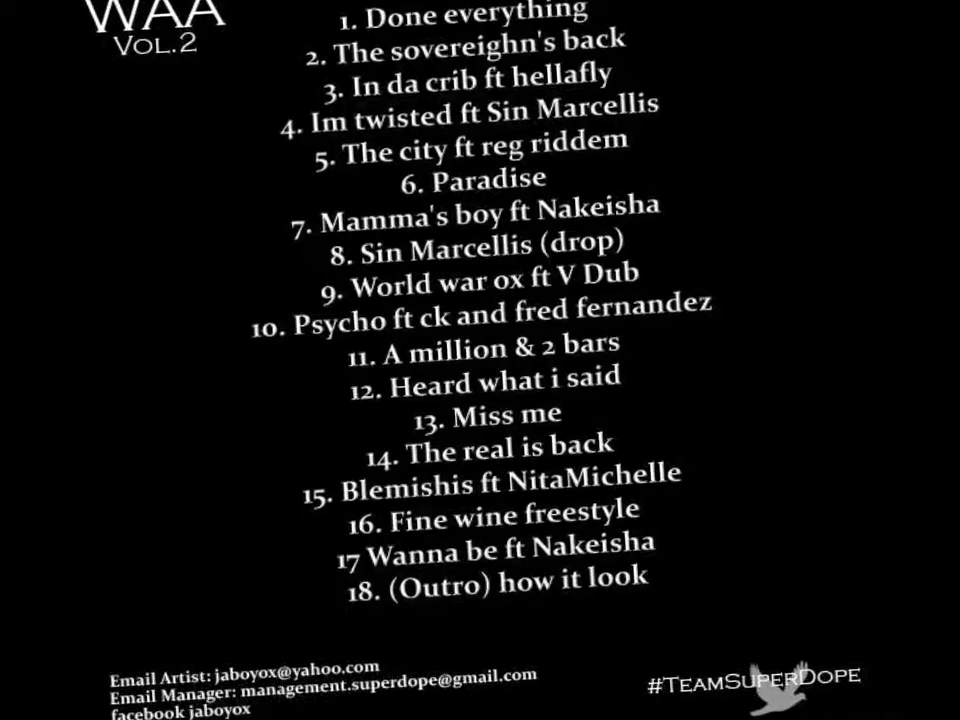 WAA
VOL.2
1. Done everything
2. The sovereighn's back
3. In da crib ft hellafly
4. Im twisted ft Sin Marcellis
5. The city ft reg riddem
6. Paradise
7. Mamma's boy ft Nakeisha
8. Sin Marcellis (drop)
9. World war ox ft V Dub
10. Psycho ft ck and fred fernandez
11. A million & 2 bars
12. Heard what i said
13. Miss me
14. The real is back
15. Blemishis ft NitaMichelle
16. Fine wine freestyle
17 Wanna be ft Nakeisha
18. (Outro) how it look
Email Artist: jaboyox@yahoo.com
Email Manager: management.superdope@gmail.com
facebook jaboyox
#TEAMSUPERDOPE